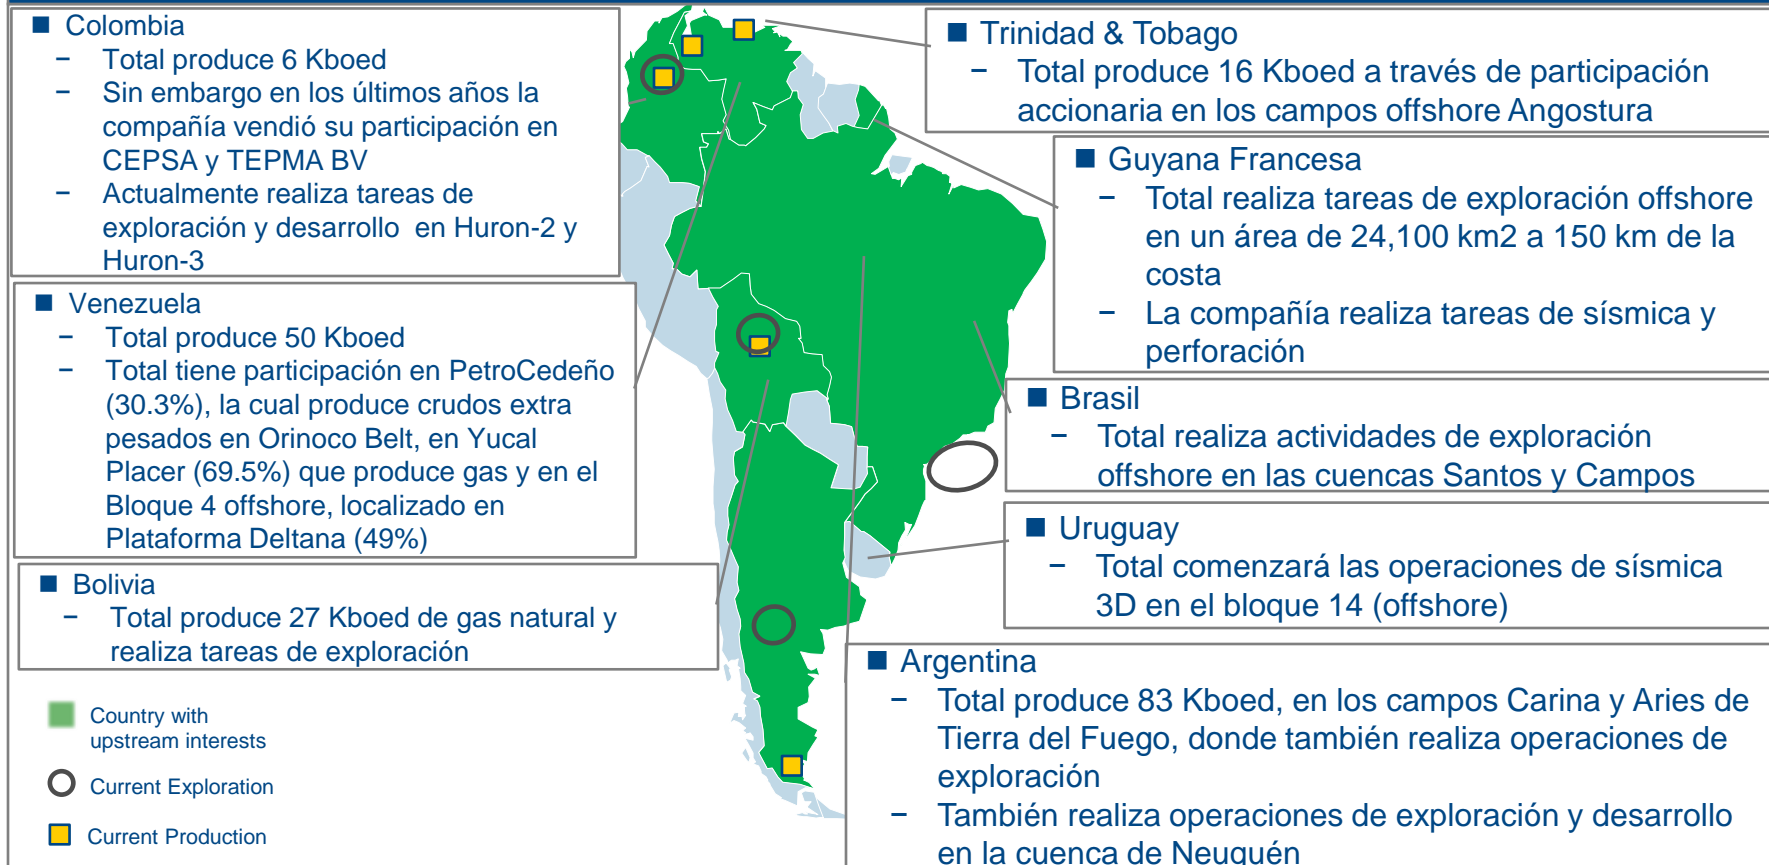 ■ Colombia
− Total produce 6 Kboed
− Sin embargo en los últimos años la
compañía vendió su participación en
CEPSA y TEPMA BV
− Actualmente realiza tareas de
exploración y desarrollo en Huron-2 y
Huron-3
■ Venezuela
− Total produce 50 Kboed
− Total tiene participación en PetroCedeño
(30.3%), la cual produce crudos extra
pesados en Orinoco Belt, en Yucal
Placer (69.5%) que produce gas y en el
Bloque 4 offshore, localizado en
Plataforma Deltana (49%)
■ Bolivia
− Total produce 27 Kboed de gas natural y
realiza tareas de exploración
Country with
upstream interests
Current Exploration
Current Production
■ Trinidad & Tobago
− Total produce 16 Kboed a través de participación
accionaria en los campos offshore Angostura
■ Guyana Francesa
− Total realiza tareas de exploración offshore
en un área de 24,100 km2 a 150 km de la
costa
− La compañía realiza tareas de sísmica y
perforación
■ Brasil
− Total realiza actividades de exploración
offshore en las cuencas Santos y Campos
■ Uruguay
− Total comenzará las operaciones de sísmica
3D en el bloque 14 (offshore)
■ Argentina
− Total produce 83 Kboed, en los campos Carina y Aries de
Tierra del Fuego, donde también realiza operaciones de
exploración
− También realiza operaciones de exploración y desarrollo
en la cuenca de Neuquén